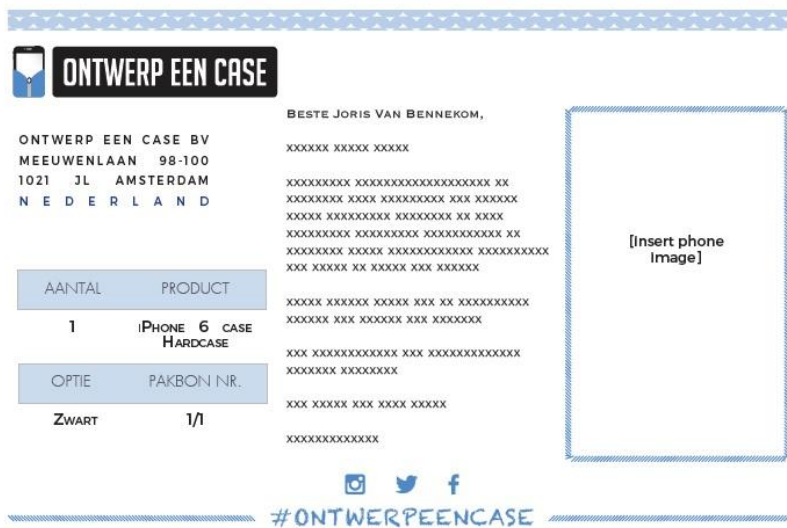 ONTWERP EEN CASE
ONTWERP EEN CASE BV
MEEUWENLAAN 98-100
1021 JL AMSTERDAM
NEDERLAND
AANTAL PRODUCT
1 iPHONE 6 CASE
HARDCASE
OPTIE PAKBON NR.
ZWART 1/1
BESTE JORIS VAN BENNEKOM,
xxxxxx xxxxx xxxxx
xxxxxxxxx xxxxxxxxxxxxxxxxxxx xx
xxxxxxxx xxxx xxxxxxxxx xxx xxxxxx
xxxxx xxxxxxxxx xxxxxxxx xx xxxx
xxxxxxxxx xxxxxxxxx xxxxxxxxxxx xx
xxxxxxxx xxxxx xxxxxxxxxxxx xxxxxxxxxx
xxx xxxxx xx xxxxx xxx xxxxxx
xxxxx xxxxxx xxxxx xxx xx xxxxxxxxxx
xxxxxx xxx xxxxxx xxx xxxxxxx
xxx xxxxxxxxxxxx xxx xxxxxxxxxxxxx
xxxxxxx xxxxxxxx
xxx xxxxx xxx xxxx xxxxx
xxxxxxxxxxxxx
[Insert phone
image]
#ONTWERPEENCASE